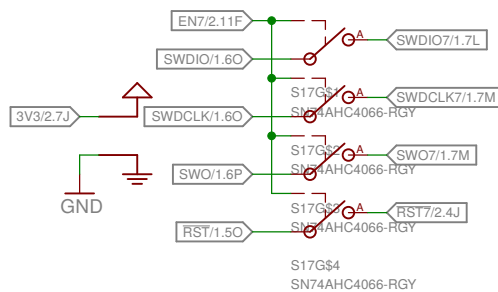 EN7/2.11F
A
SWDIO7/1.7L
SWDIO/1.6O
S17G$1
SN74AHC4066-RGY
A
SWDCLK7/1.7M
3V3/2.7J
SWDCLK/1.6O
S17G$2
SN74AHC4066-RGY
A
SWO7/1.7M
SWO/1.6P
GND
S17G$3
SN74AHC4066-RGY
A
RST7/2.4J
RST/1.5O
S17G$4
SN74AHC4066-RGY